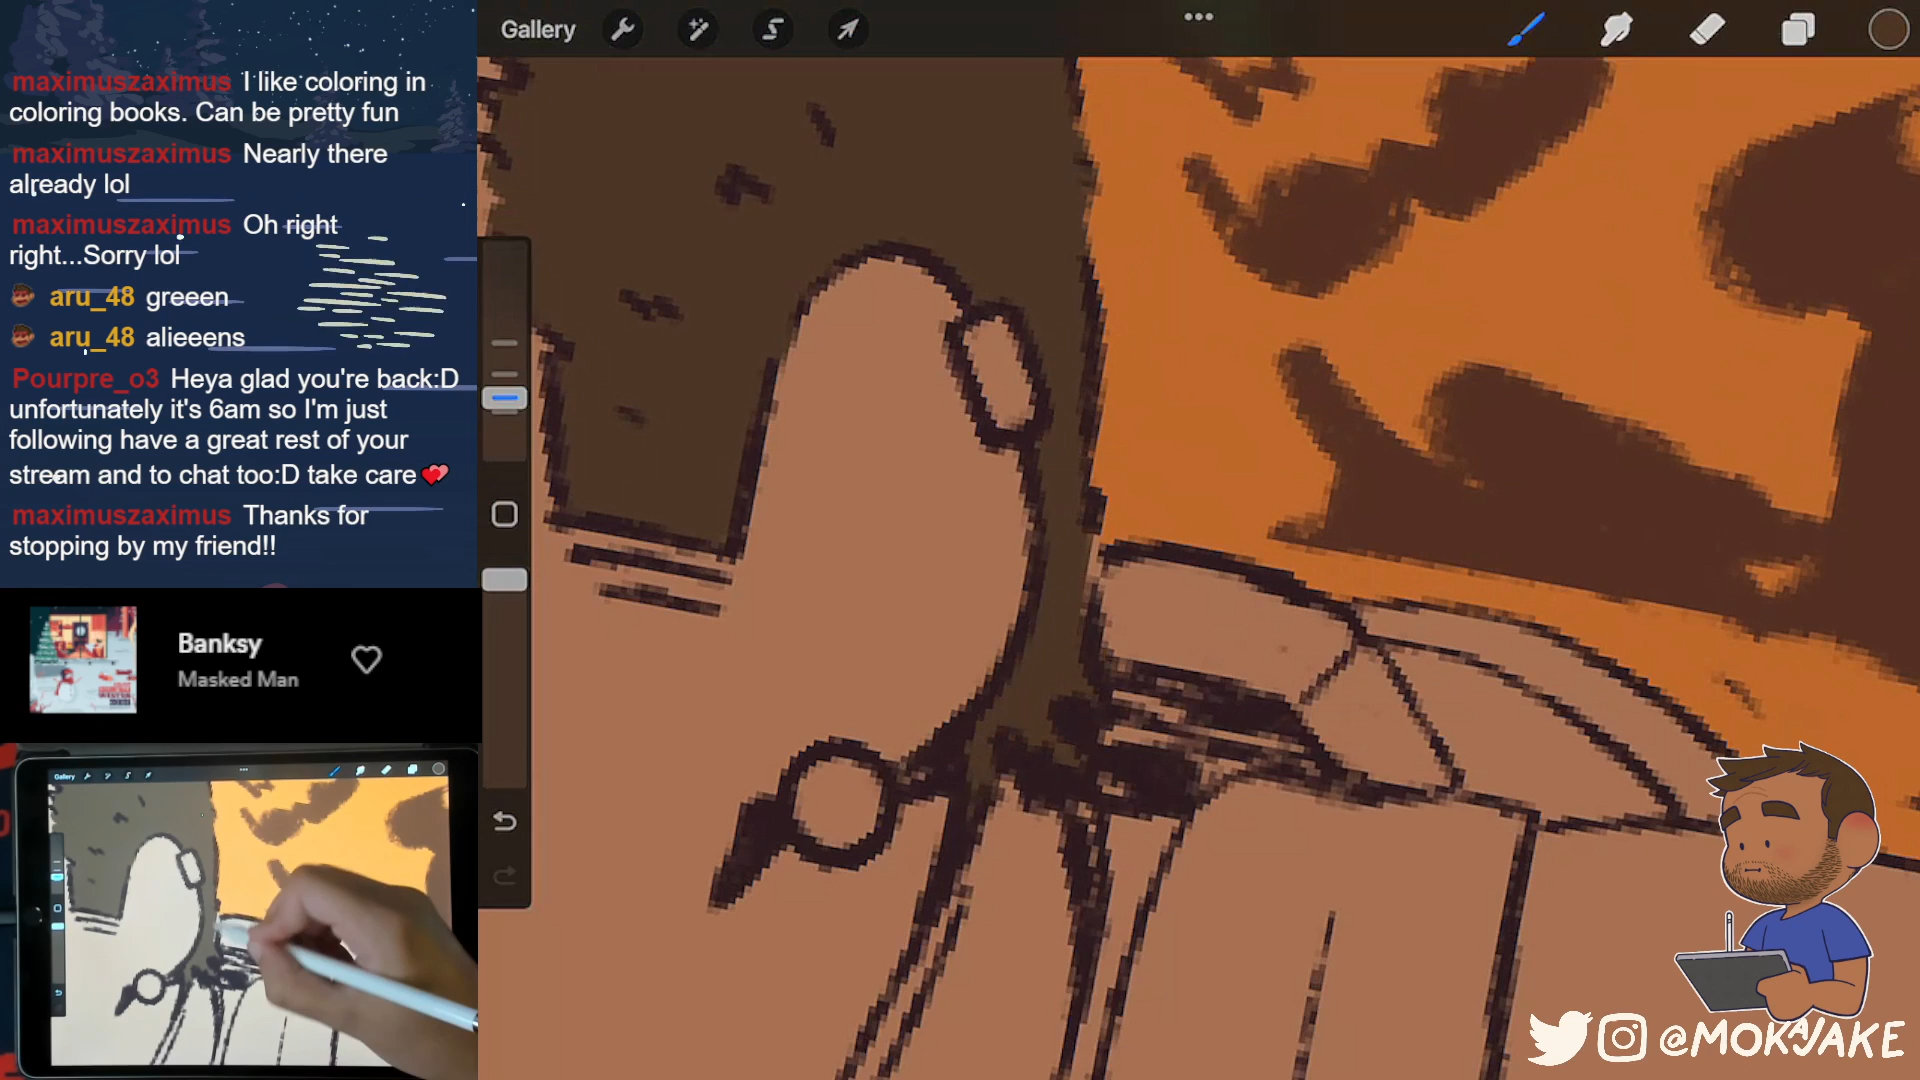 maximuszaximus I like coloring in
coloring books. Can be pretty fun
maximuszaximus Nearly there
already lol
maximuszaximus Oh right
right...Sorry lol
aru_48 greeen
aru_48 alieeens
Pourpre_o3 Heya glad you're back:D
unfortunately it's 6am so I'm just
following have a great rest of your
stream and to chat too:D take care
maximuszaximus Thanks for
stopping by my friend!!
Banksy
Masked Man
Gallery
Gallery
@MOKAJAKE